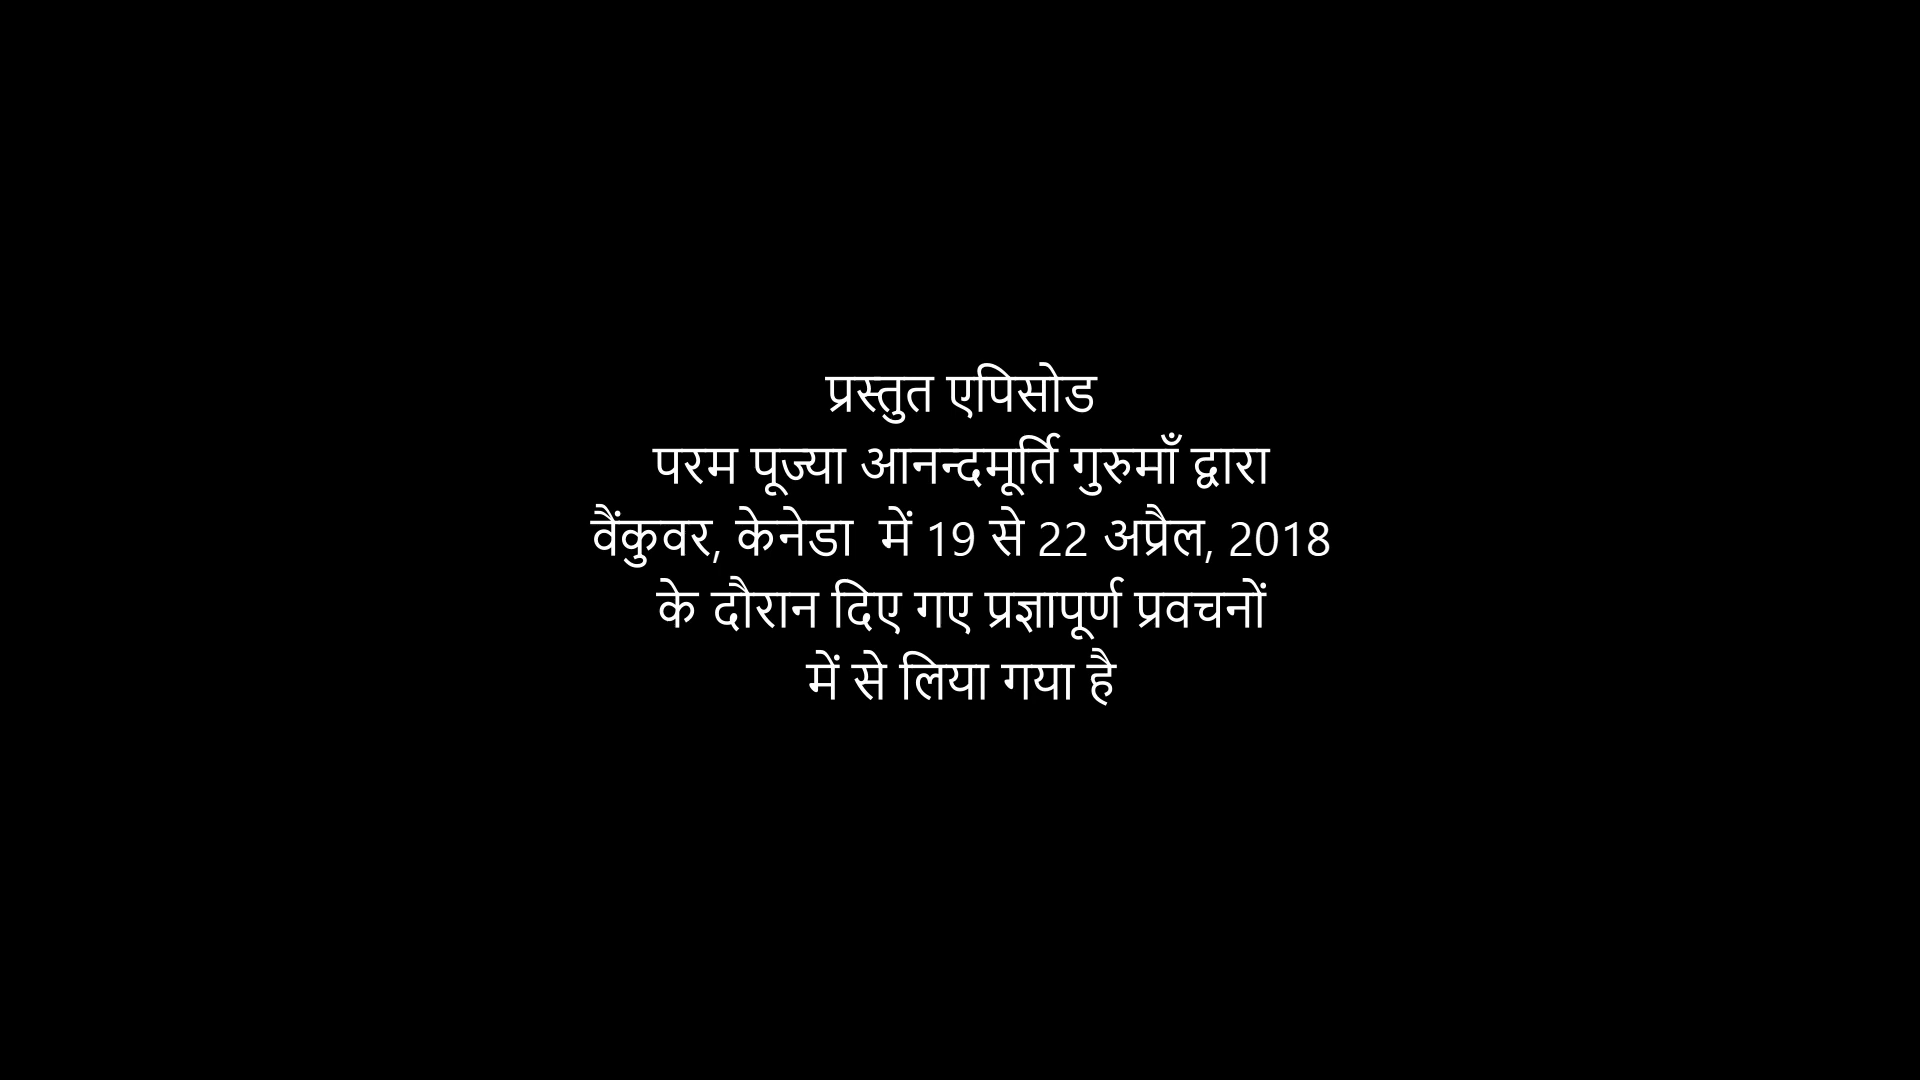 प्रस्तुत एपिसोड
परम पूज्या आनन्दमूर्ति गुरुमाँ द्वारा
वैंकुवर, केनेडा  में 19 से 22 अप्रैल, 2018
के दौरान दिए गए प्रज्ञापूर्ण प्रवचनों
में से लिया गया है